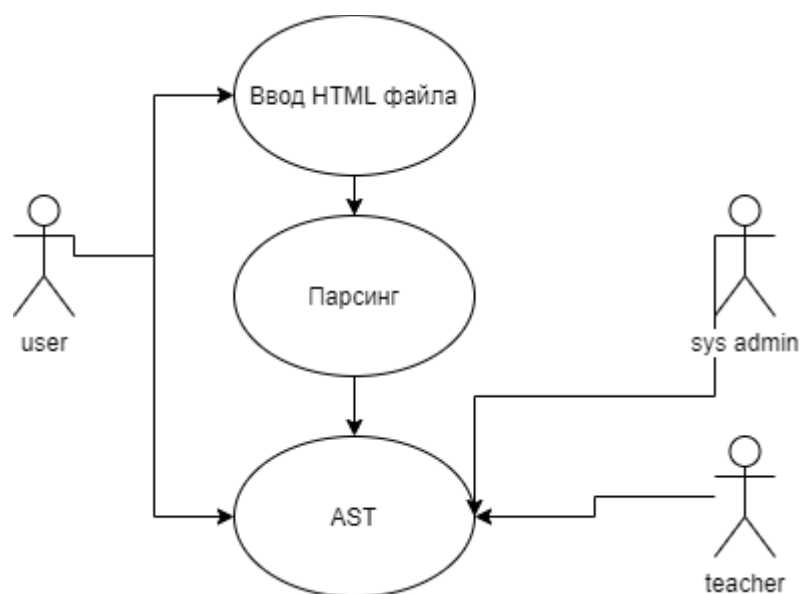 Ввод HTML файла
Парсинг
user
sys admin
AST
teacher